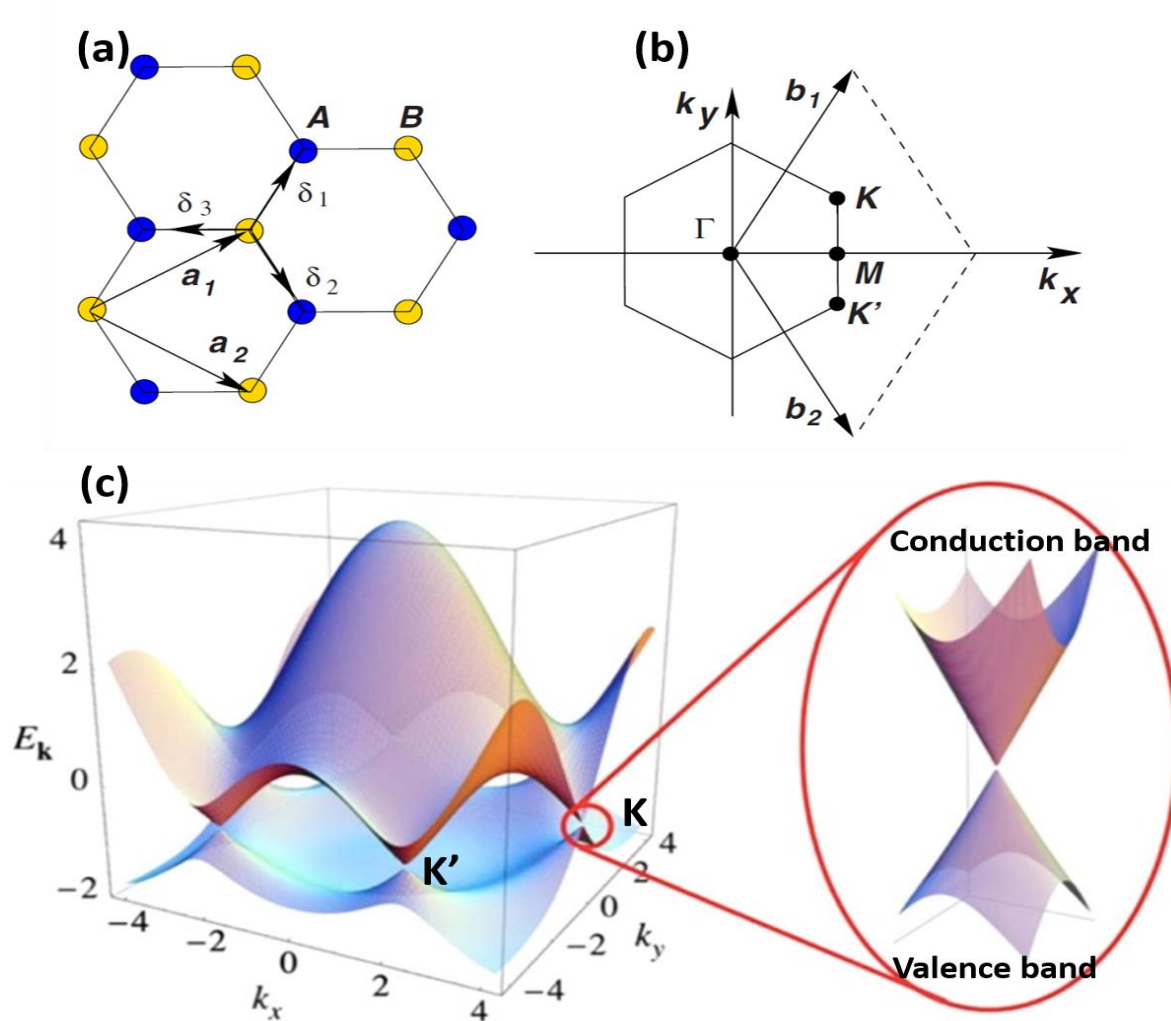 (a)
A B
δ 1
δ 3
a 1
δ 2
a 2
(b)
b 1
k y
K
Γ
M
k x
K’
b 2
(c)
4
2
E k
0
−2
−4
−2
0
2
4
k x
−4
−2
0
2
4
k y
K’
K
Conduction band
Valence band